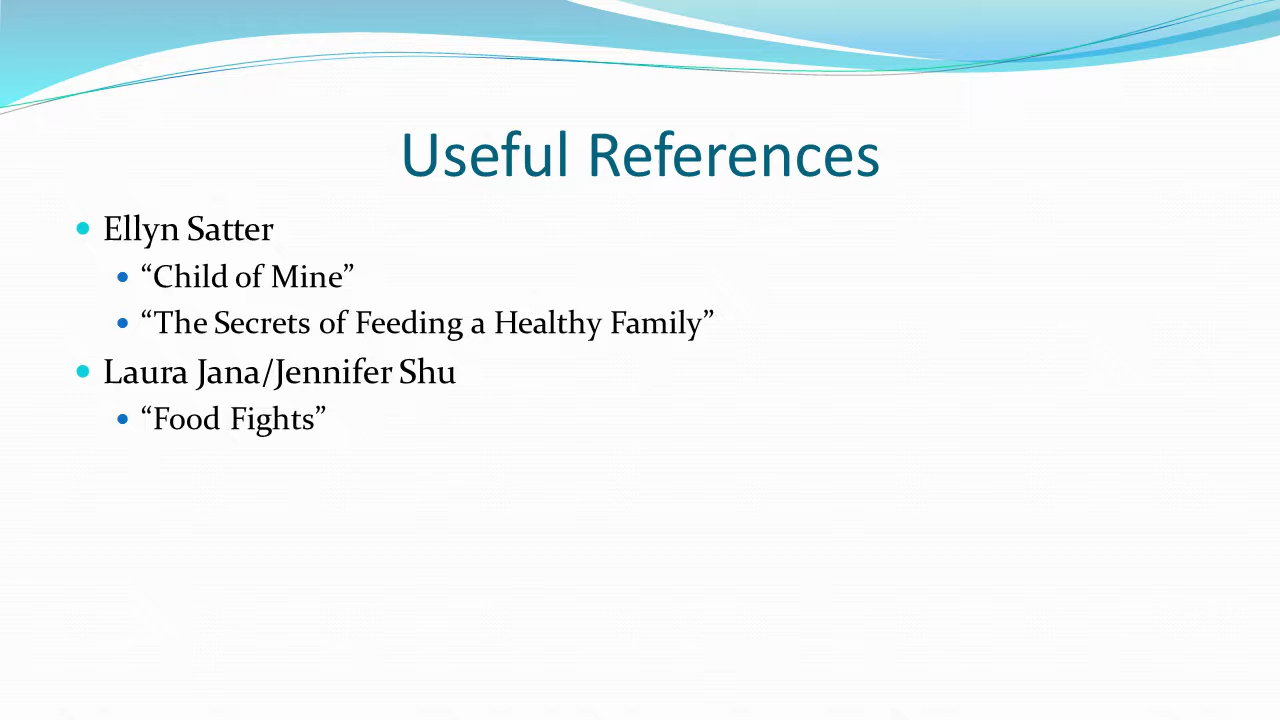 Useful References
• Ellyn Satter
• “Child of Mine”
• “The Secrets of Feeding a Healthy Family”
• Laura Jana/Jennifer Shu
• “Food Fights”